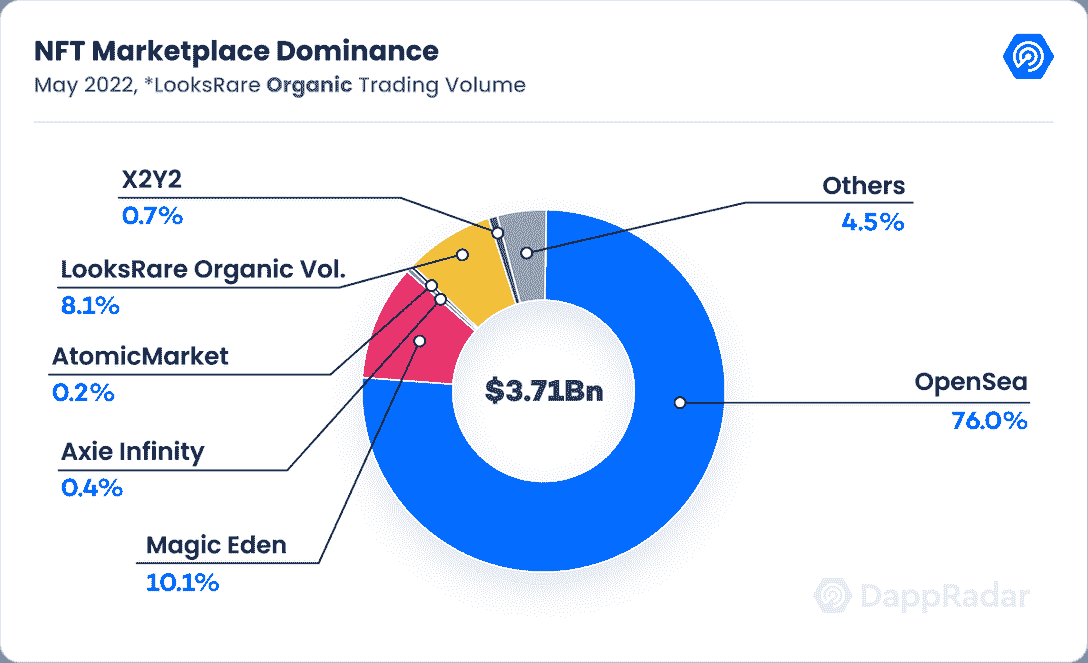 NFT Marketplace Dominance
May 2022, *LooksRare Organic Trading Volume
X2Y2
0.7%
Others
4.5%
LooksRare Organic Vol.
8.1%
AtomicMarket
0.2%
$3.71Bn
OpenSea
76.0%
Axie Infinity
0.4%
Magic Eden
10.1%
DappRadar